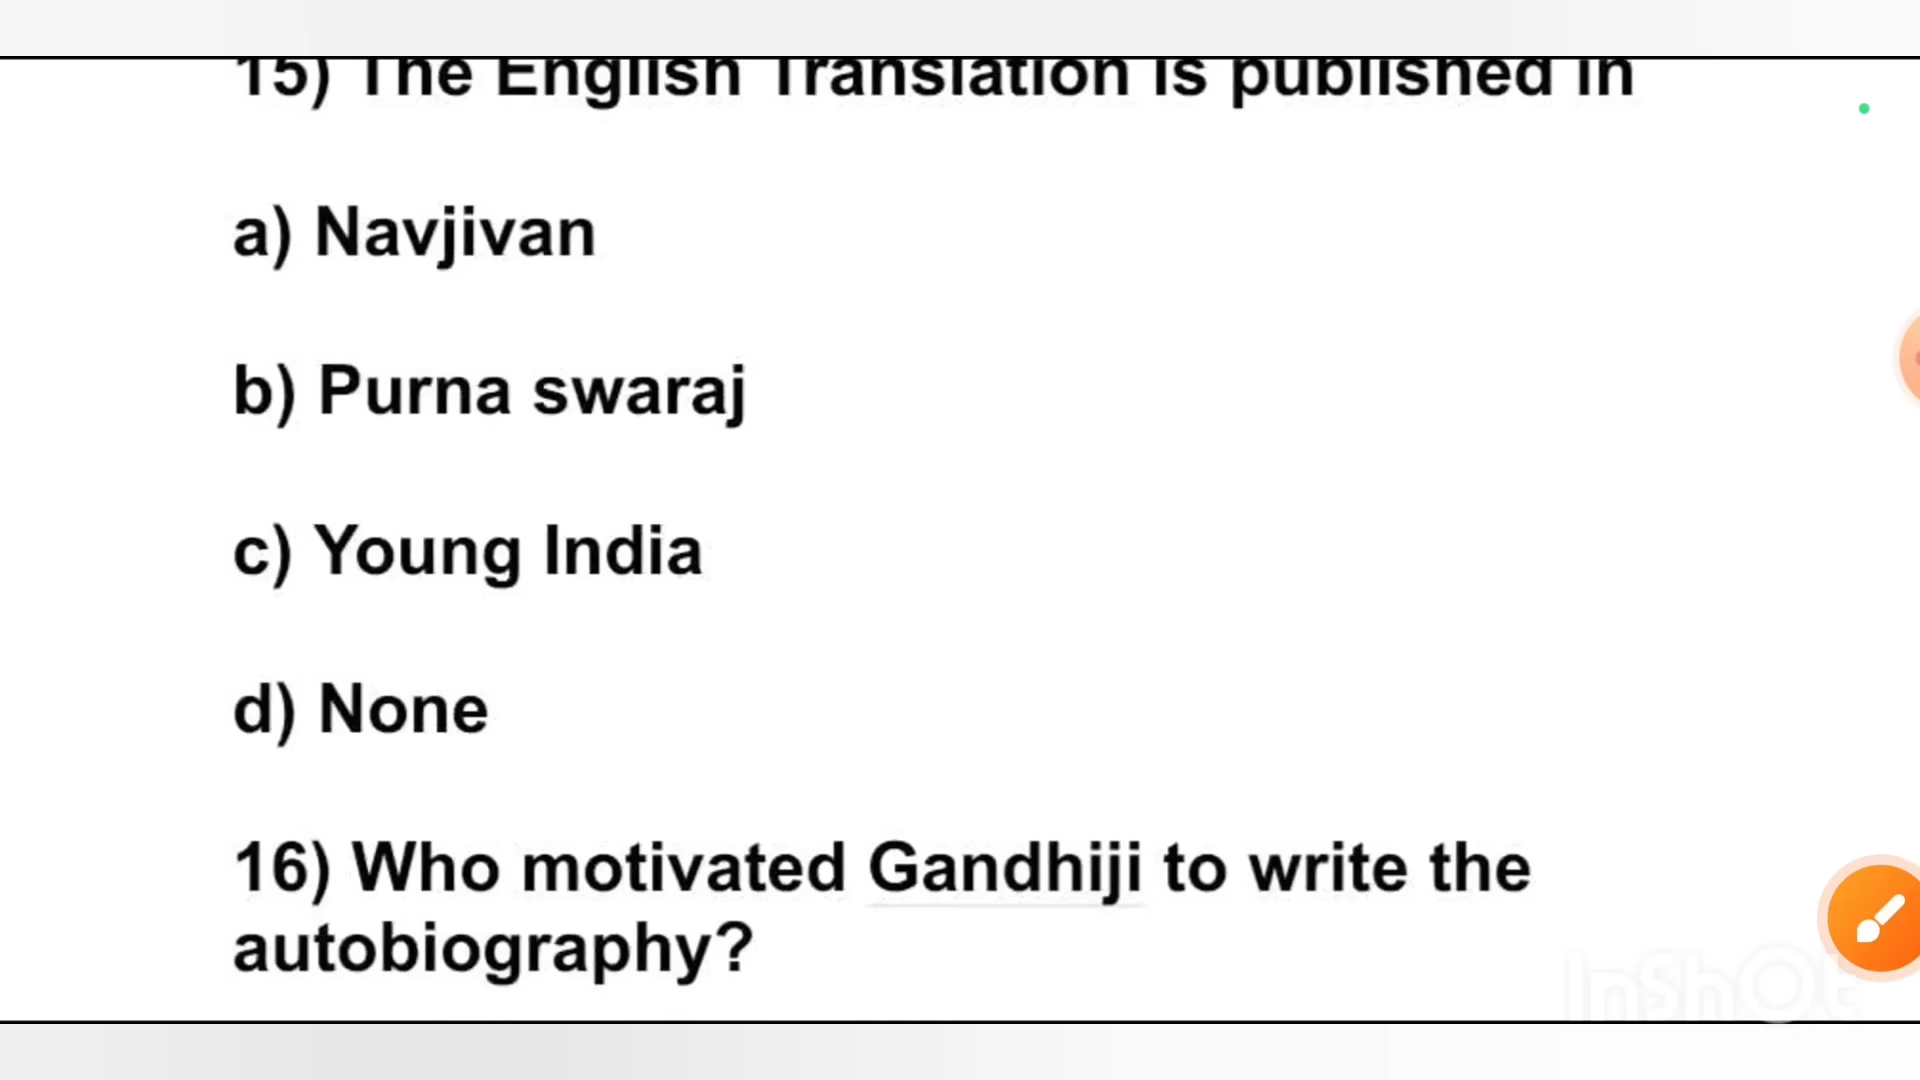 15) The English Translation is published in
a) Navjivan
b) Purna swaraj
c) Young India
d) None
16) Who motivated Gandhiji to write the
autobiography?
InShOt